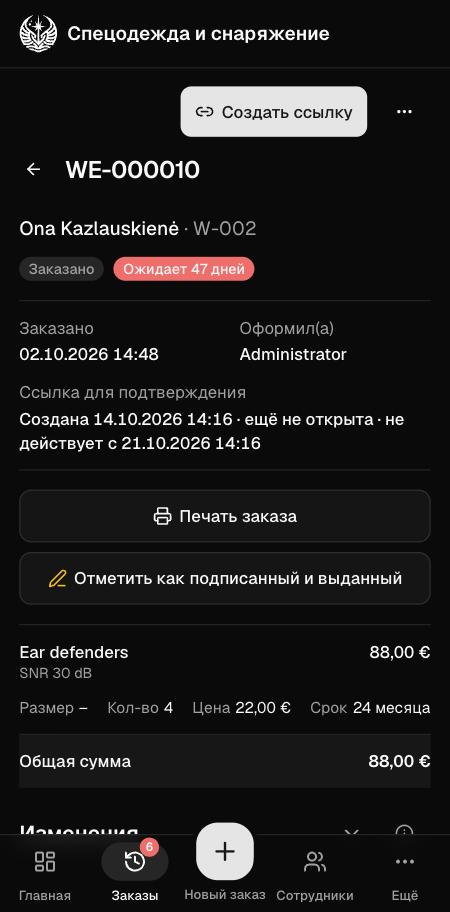 Спецодежда и снаряжение
Создать ссылку
WE-000010
Ona Kazlauskienė · W-002
Заказано
Ожидает 47 дней
Заказано
Оформил(а)
02.10.2026 14:48
Administrator
Ссылка для подтверждения
Создана 14.10.2026 14:16 · ещё не открыта · не
действует с 21.10.2026 14:16
Печать заказа
Отметить как подписанный и выданный
Ear defenders
88,00 €
SNR 30 dB
Размер – Кол-во 4 Цена 22,00 € Срок 24 месяца
Общая сумма
88,00 €
Изменения
6
Главная
Заказы
Новый заказ
Сотрудники
Ещё